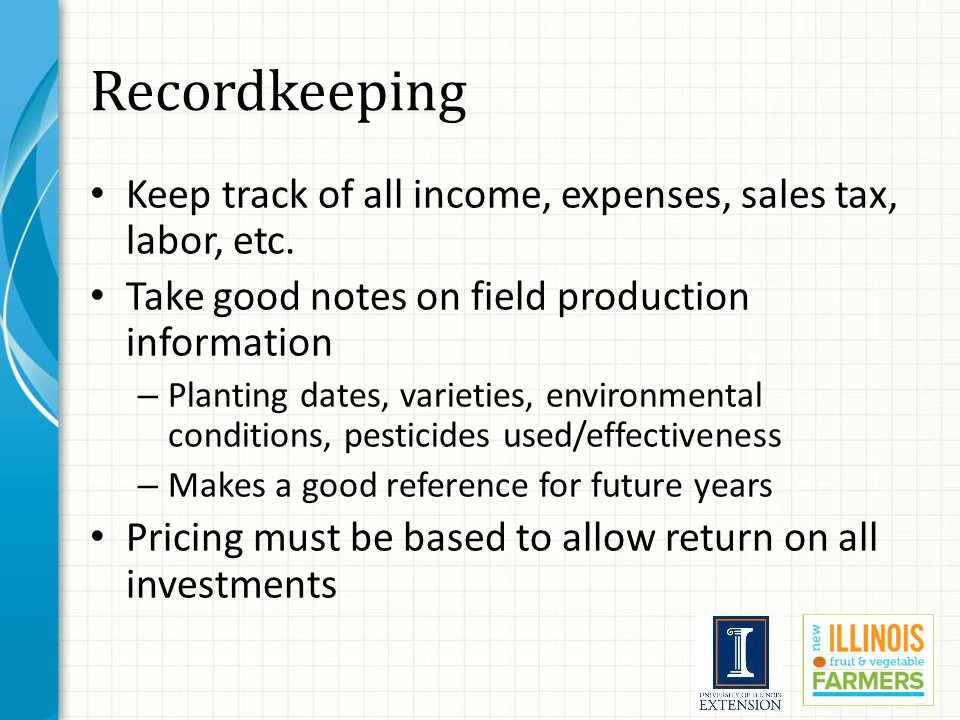 Recordkeeping
• Keep track of all income, expenses, sales tax,
labor, etc.
• Take good notes on field production
information
– Planting dates, varieties, environmental
conditions, pesticides used/effectiveness
– Makes a good reference for future years
• Pricing must be based to allow return on all
investments
I
UNIVERSITY OF ILLINOIS
EXTENSION
new
ILLINOIS
fruit & vegetable
FARMERS